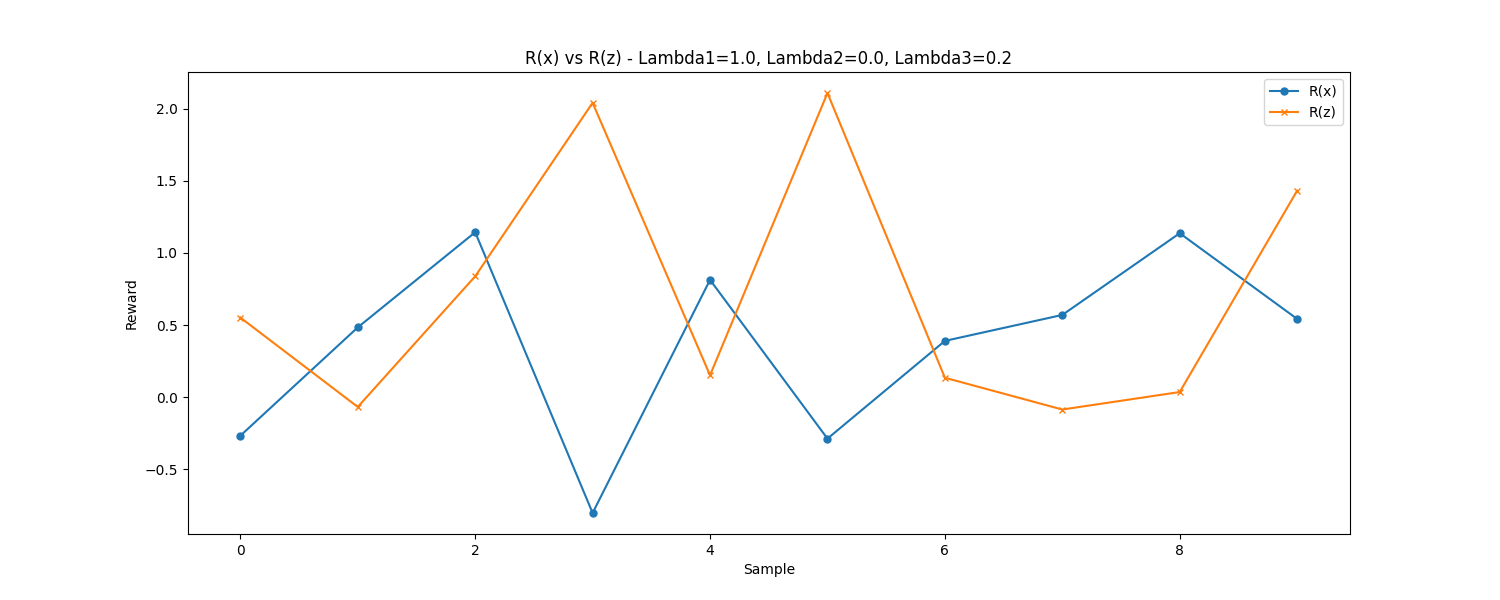 R(x) vs R(z) - Lambda1=1.0, Lambda2=0.0, Lambda3=0.2
R(x)
R(z)
2.0
1.5
1.0
0.5
0.0
−0.5
Reward
0 2 4 6 8
Sample